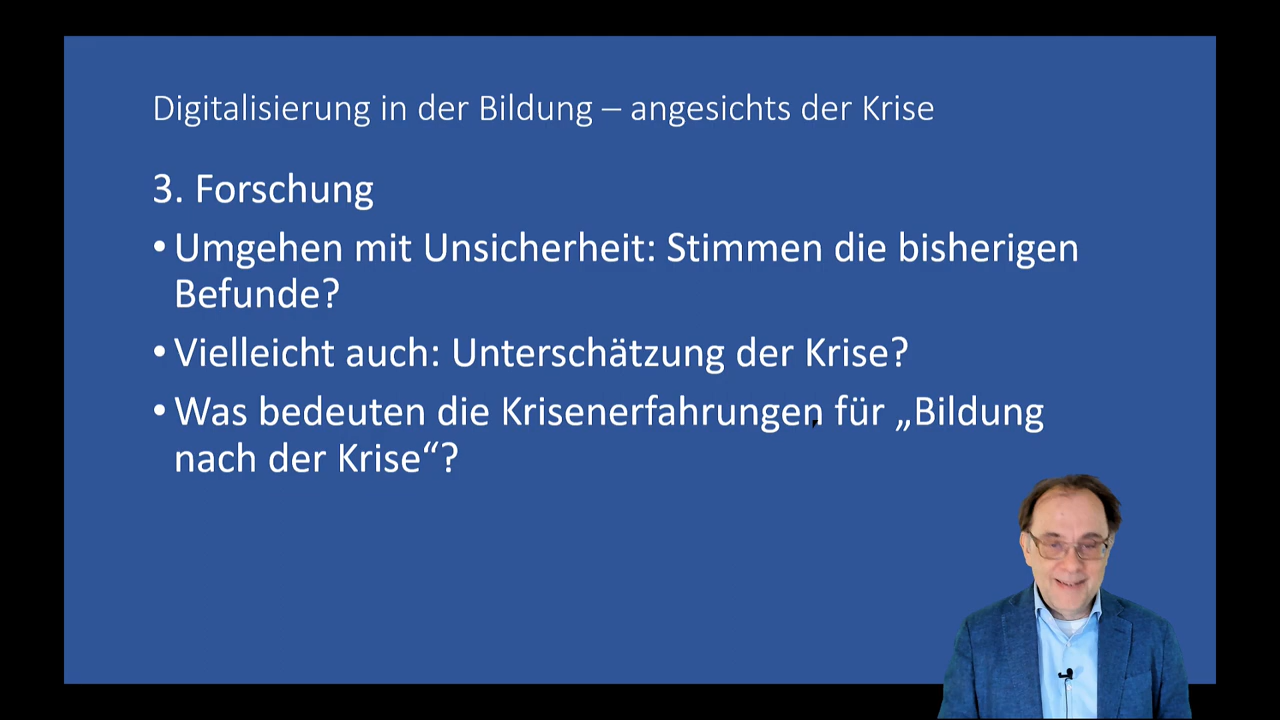 Digitalisierung in der Bildung – angesichts der Krise
3. Forschung
• Umgehen mit Unsicherheit: Stimmen die bisherigen
Befunde?
• Vielleicht auch: Unterschätzung der Krise?
• Was bedeuten die Krisenerfahrungen für „Bildung
nach der Krise“?